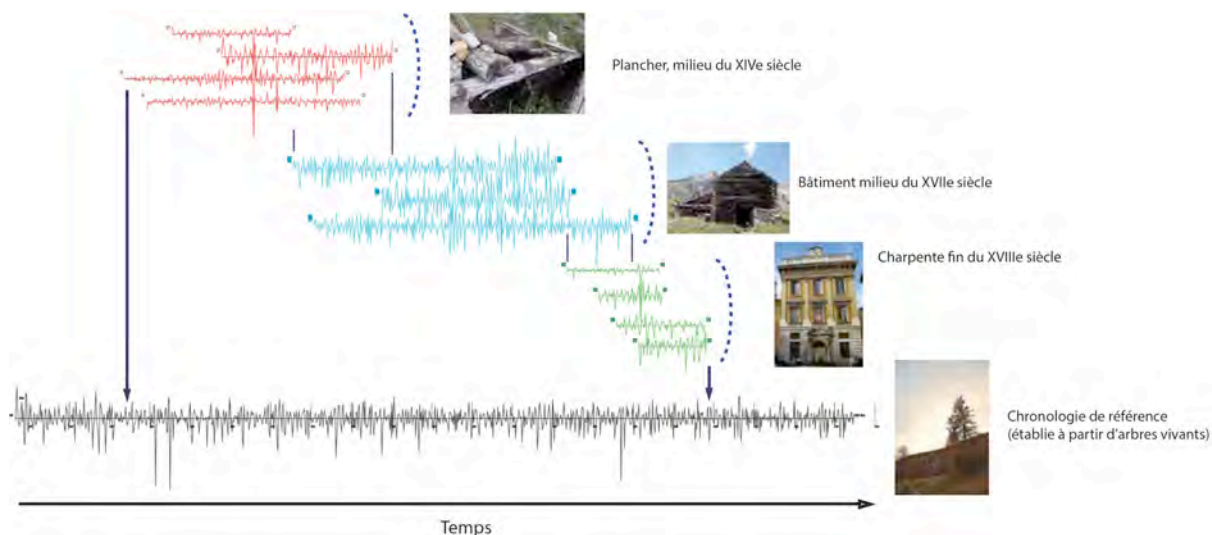 Plancher, milieu du XIVe siècle
Bâtiment milieu du XVIIe siècle
Charpente fin du XVIIIe siècle
Chronologie de référence
(établie à partir d'arbres vivants)
Temps